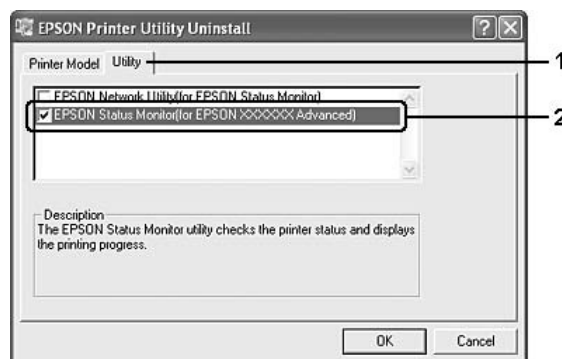 EPSON Printer Utility Uninstall
Printer Model Utility
1
EPSON Network Utility(for EPSON Status Monitor)
EPSON Status Monitor(for EPSON XXXXXX Advanced)
2
Description
The EPSON Status Monitor utility checks the printer status and displays
the printing progress.
OK Cancel